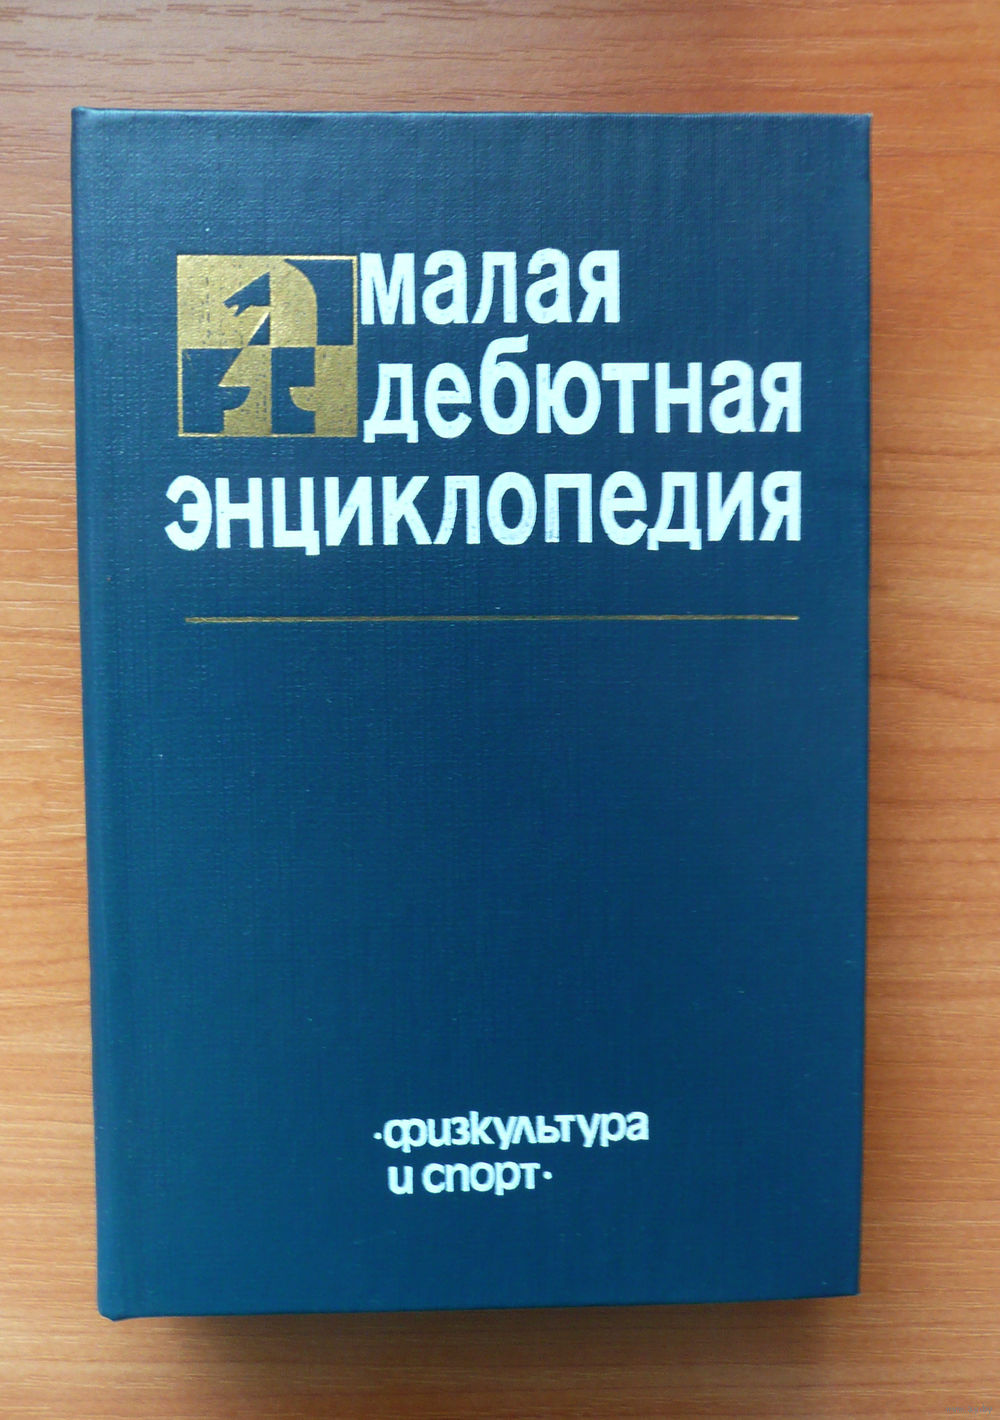 малая
дебютная
энциклопедия
·физкультура
и спорт·